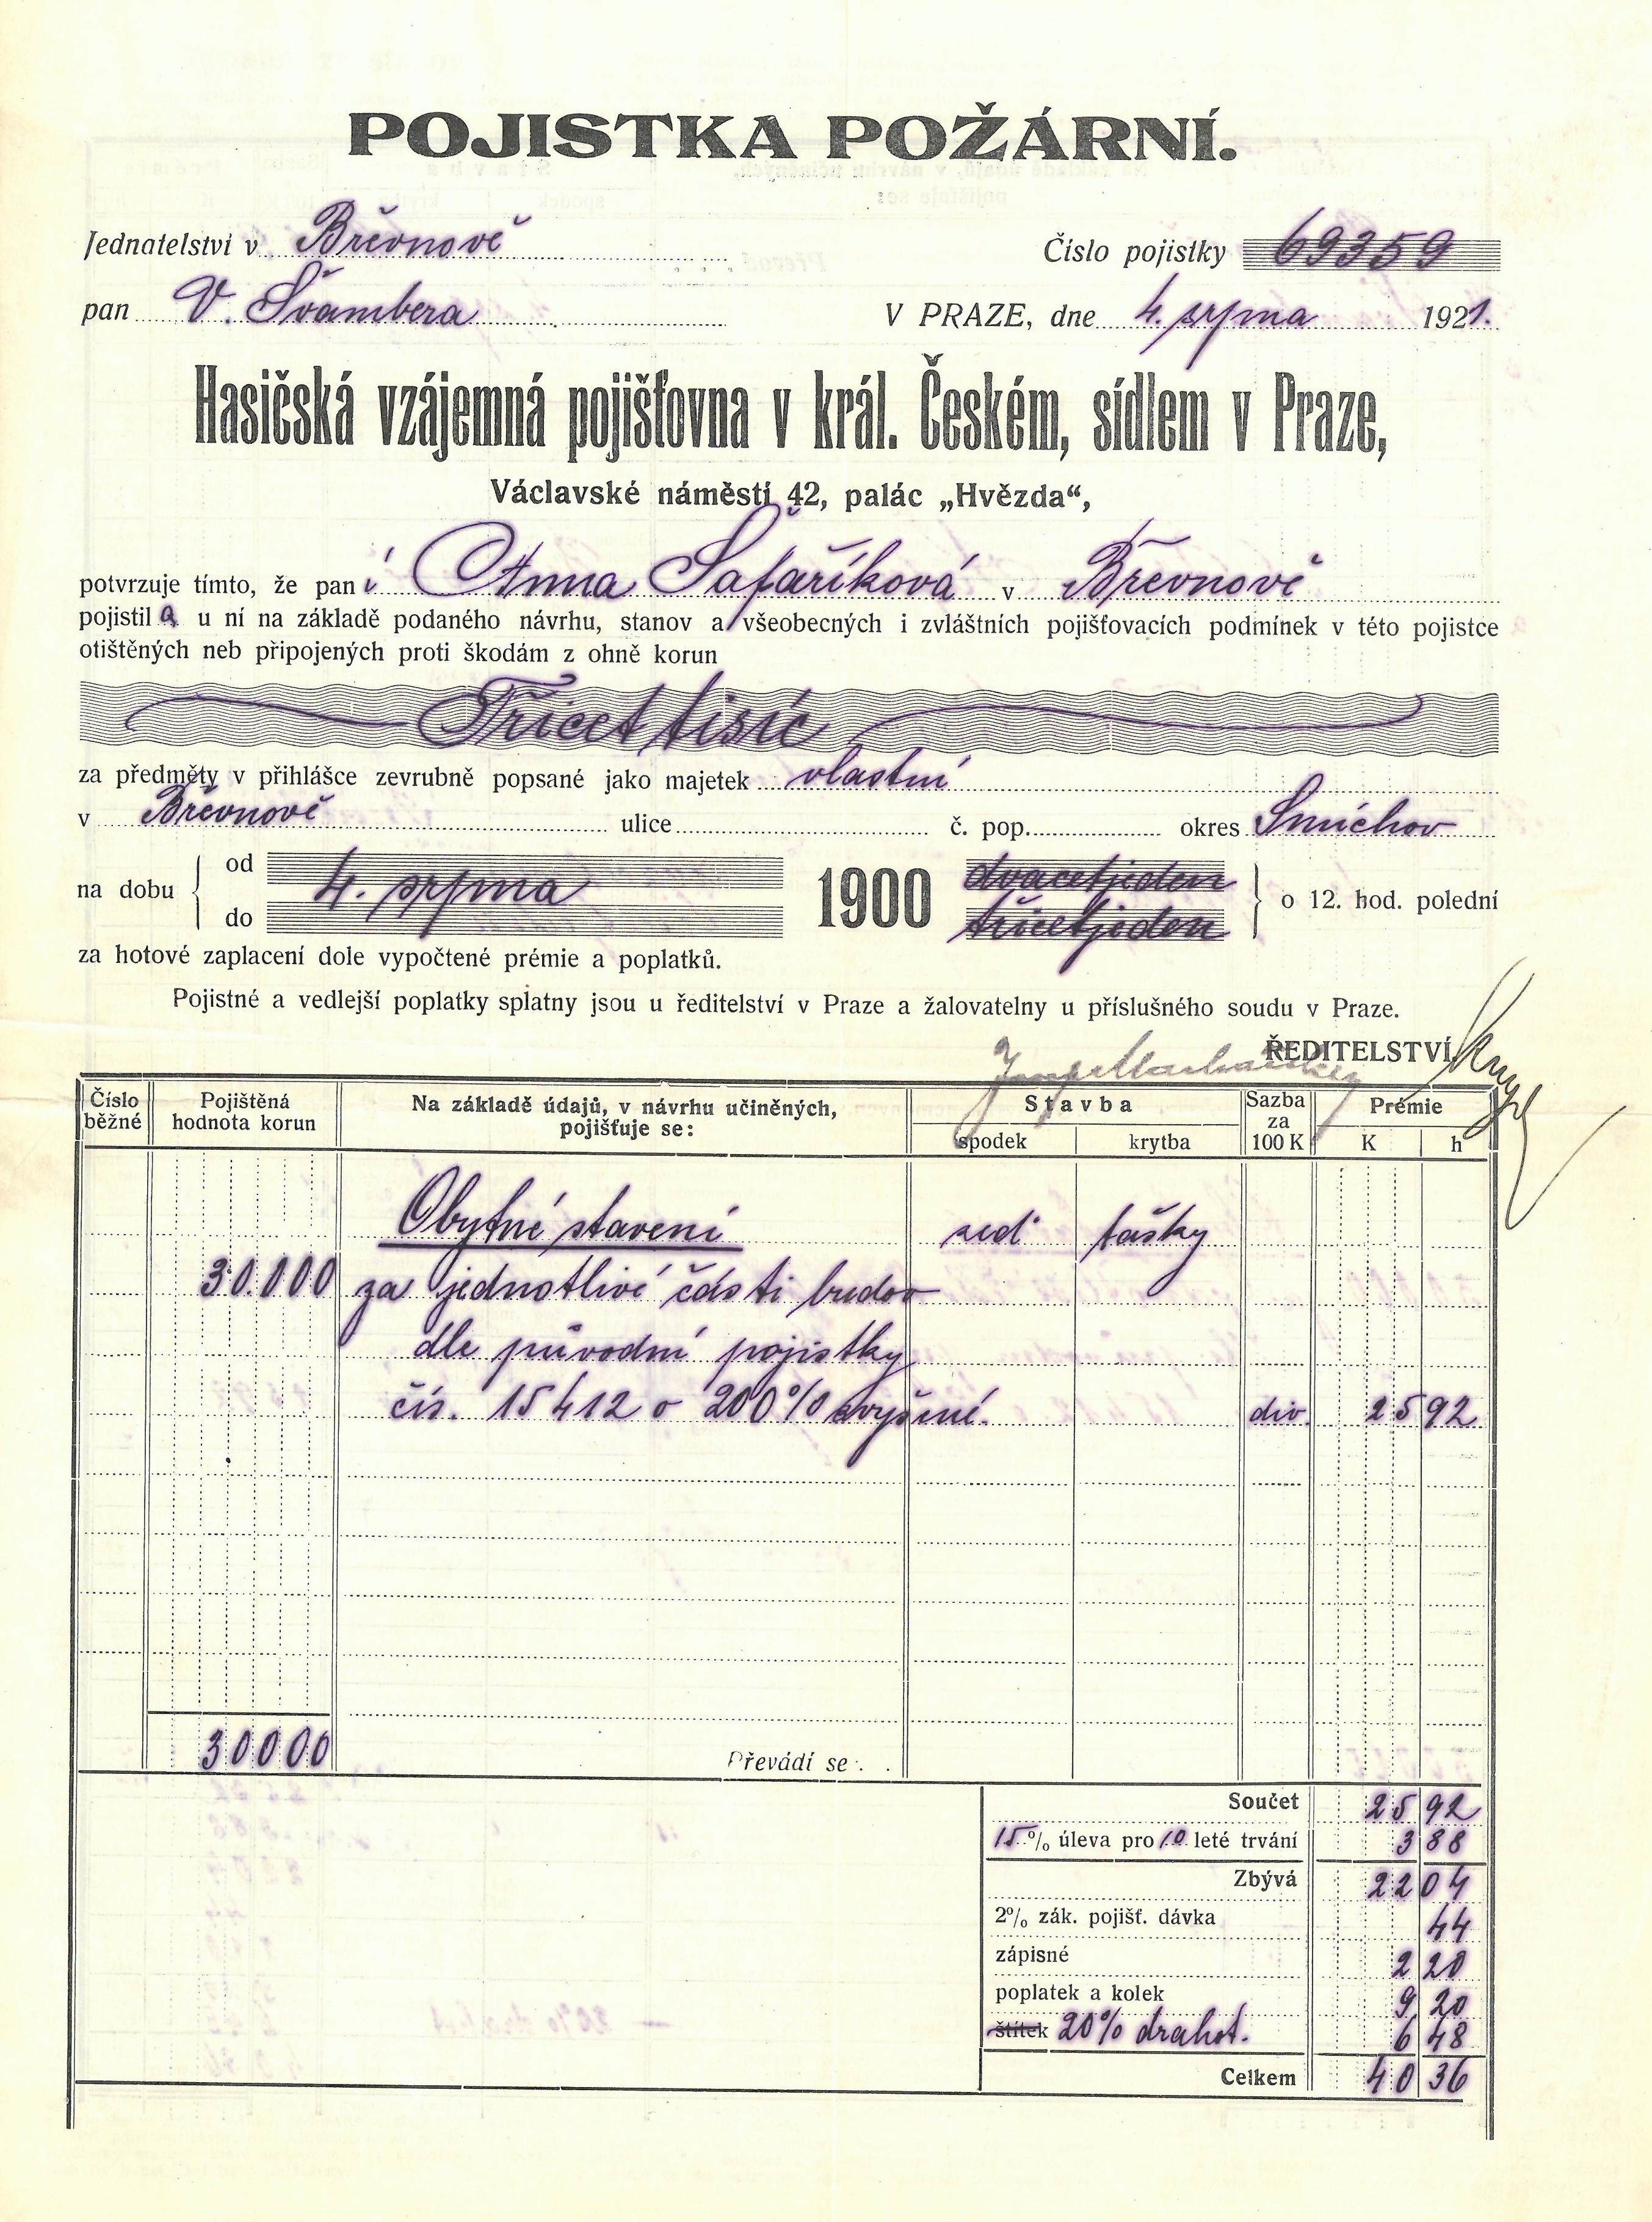 POJISTKA POŽÁRNÍ.
Jednatelství v Břevnově Číslo pojistky 69359
pan V. Švambera V PRAZE, dne 4. srpna 1921.
Hasičská vzájemná pojišťovna v král. Českém, sídlem v Praze,
Václavské náměstí 42, palác „Hvězda“,
potvrzuje tímto, že paní Anna Šafaříková v Břevnově
pojistila u ní na základě podaného návrhu, stanov a všeobecných i zvláštních pojišťovacích podmínek v této pojistce
otištěných neb připojených proti škodám z ohně korun
Třicet tisíc
za předměty v přihlášce zevrubně popsané jako majetek vlastní
v Břevnově ulice č. pop. okres Smíchov
na dobu od do 4. srpna 1900 dvacetjeden třicetjeden o 12. hod. polední
za hotové zaplacení dole vypočtené prémie a poplatků.
Pojistné a vedlejší poplatky splatny jsou u ředitelství v Praze a žalovatelny u příslušného soudu v Praze.
ŘEDITELSTVÍ
Číslo běžné Pojištěná hodnota korun Na základě údajů, v návrhu učiněných, pojišťuje se: Stavba spodek krytba Sazba za 100 K Prémie K h
Obytné stavení zeď tašky
30.000 za jednotlivé části budov
dle původní pojistky
čís. 15412 o 200% zvýšené. div. 25 92
30000 Převádí se . .
Součet 25 92
15% úleva pro 10 leté trvání 3 88
Zbývá 22 04
2% zák. pojišť. dávka 44
zápisné 2 20
poplatek a kolek 9 20
štítek 20% drahot. 6 48
Celkem 40 36